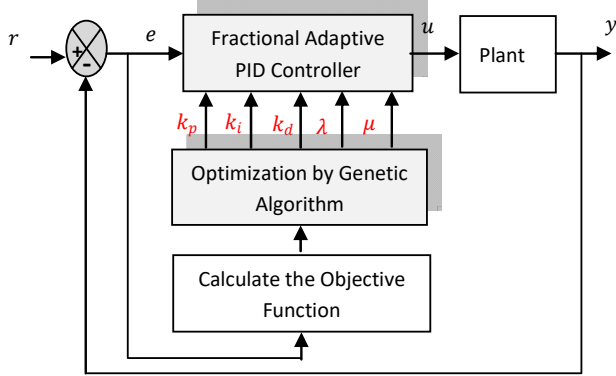 r
+
-
e
Fractional Adaptive
PID Controller
u
Plant
y
k_p k_i k_d λ μ
Optimization by Genetic
Algorithm
Calculate the Objective
Function